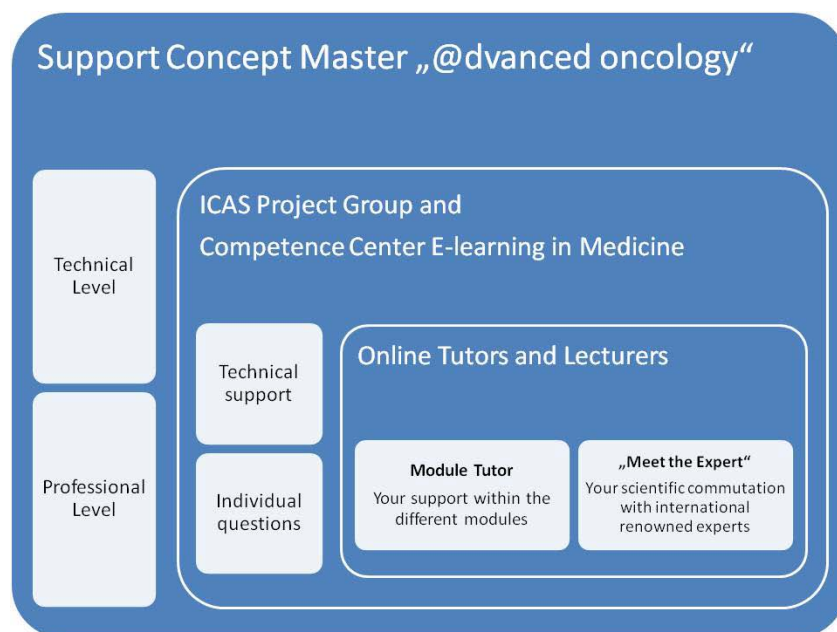 Support Concept Master „@dvanced oncology“
Technical
Level
Professional
Level
ICAS Project Group and
Competence Center E-learning in Medicine
Technical
support
Individual
questions
Online Tutors and Lecturers
Module Tutor
Your support within the
different modules
„Meet the Expert“
Your scientific commutation
with international
renowned experts